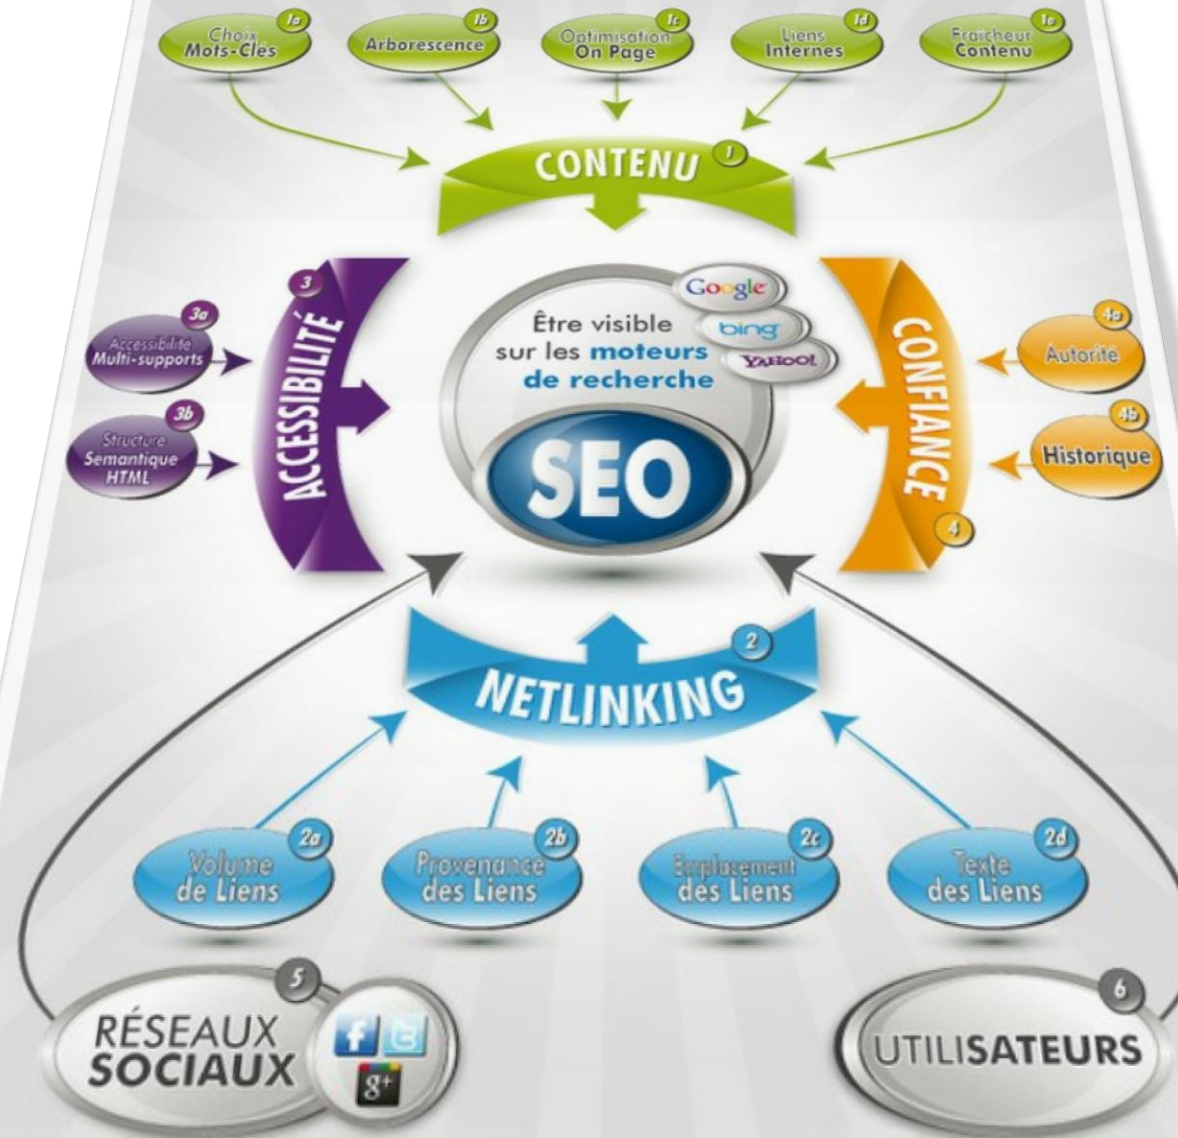 1a
Choix
Mots-Clés
1b
Arborescence
1c
Optimisation
On Page
1d
Liens
Internes
1e
Fraîcheur
Contenu
CONTENU
1
3
ACCESSIBILITÉ
3a
Accessibilité
Multi-supports
3b
Structure
Semantique
HTML
Être visible
sur les moteurs
de recherche
Google
bing
YAHOO!
SEO
CONFIANCE
4
4a
Autorité
4b
Historique
2
NETLINKING
2a
Volume
de Liens
2b
Provenance
des Liens
2c
Emplacement
des Liens
2d
Texte
des Liens
5
RÉSEAUX
SOCIAUX
f
t
g+
6
UTILISATEURS